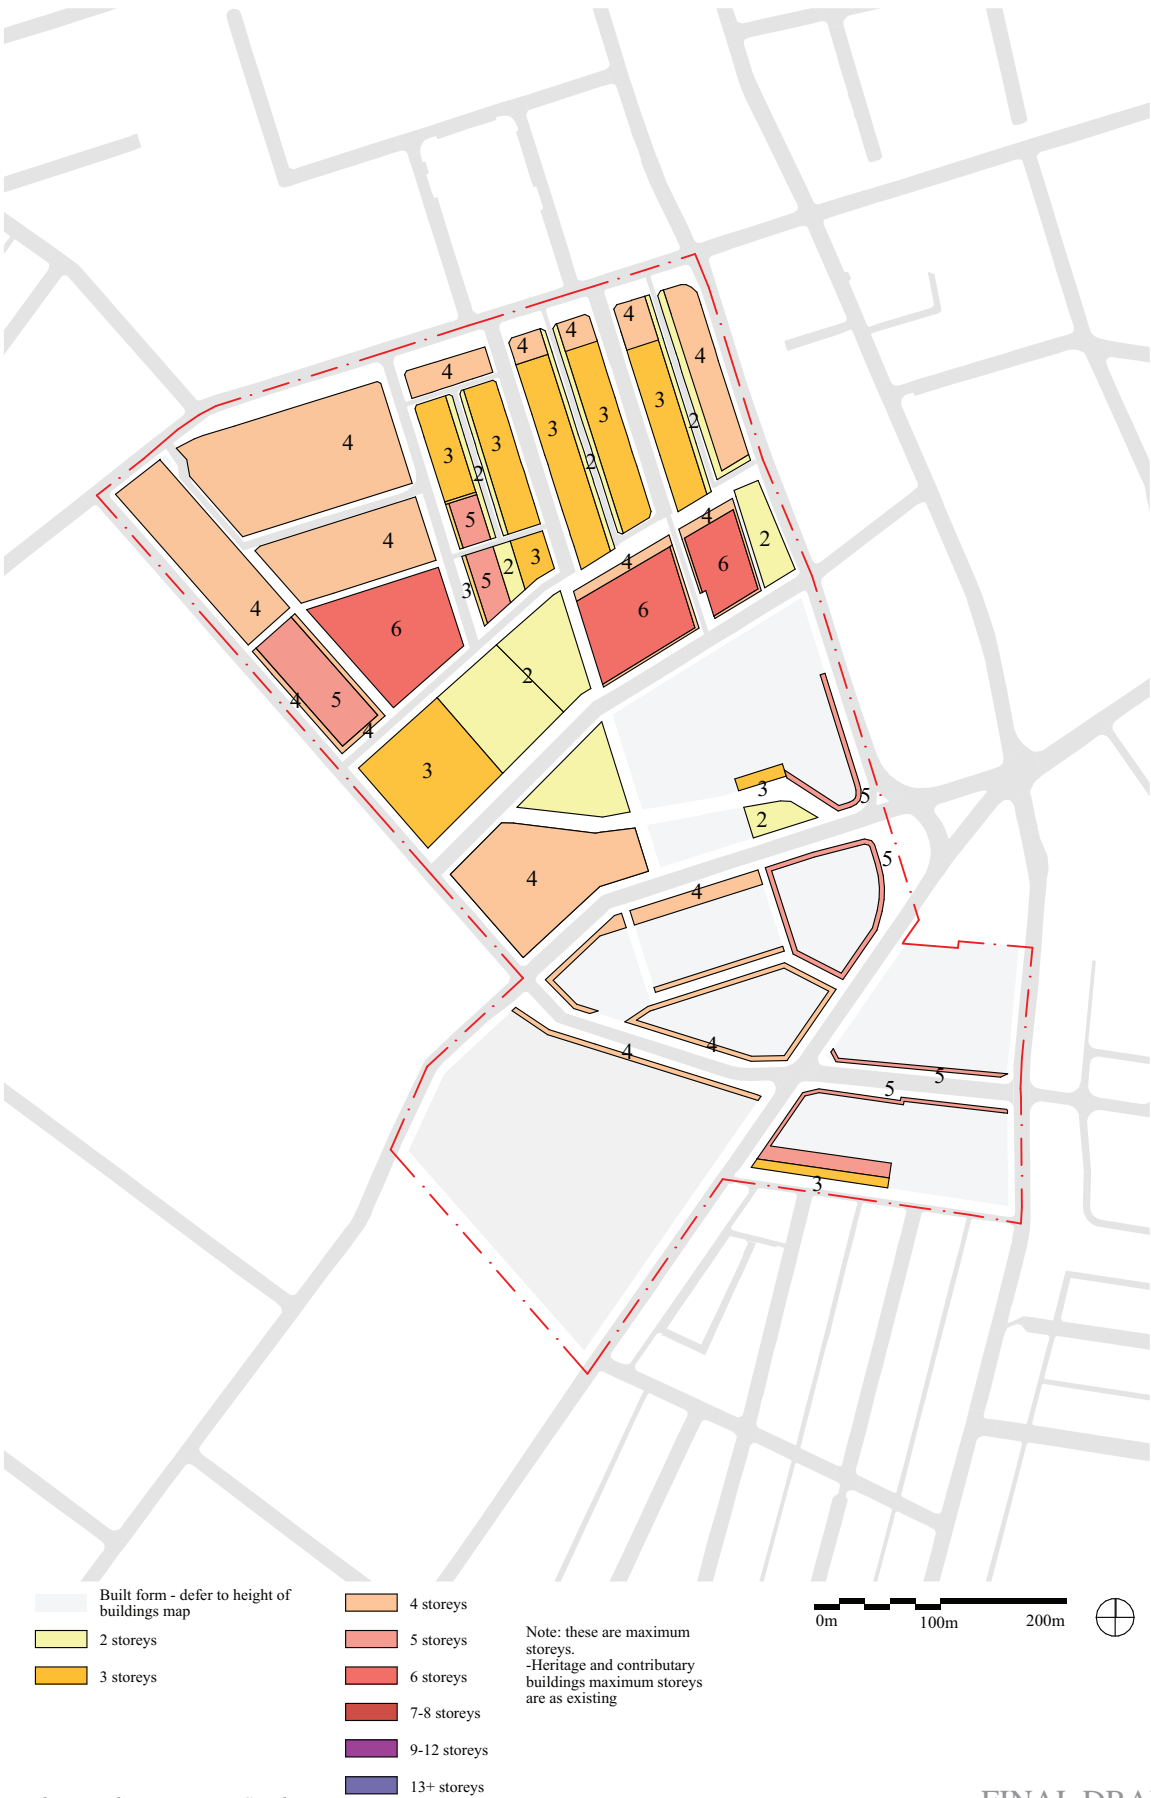 4
4
4
4
4
4
4
3
3
3
3
4
3
3
2
2
2
4
5
4
2
4
3
2
5
3
6
4
6
6
2
4
5
4
3
3
5
2
4
5
4
4
4
5
5
3
Built form - defer to height of
buildings map
2 storeys
3 storeys
4 storeys
5 storeys
6 storeys
7-8 storeys
9-12 storeys
13+ storeys
Note: these are maximum
storeys.
-Heritage and contributary
buildings maximum storeys
are as existing
0m 100m 200m